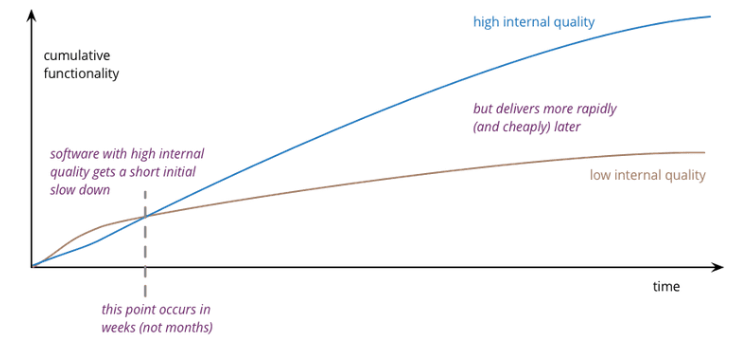 high internal quality
cumulative
functionality
but delivers more rapidly
(and cheaply) later
software with high internal
quality gets a short initial
slow down
low internal quality
time
this point occurs in
weeks (not months)